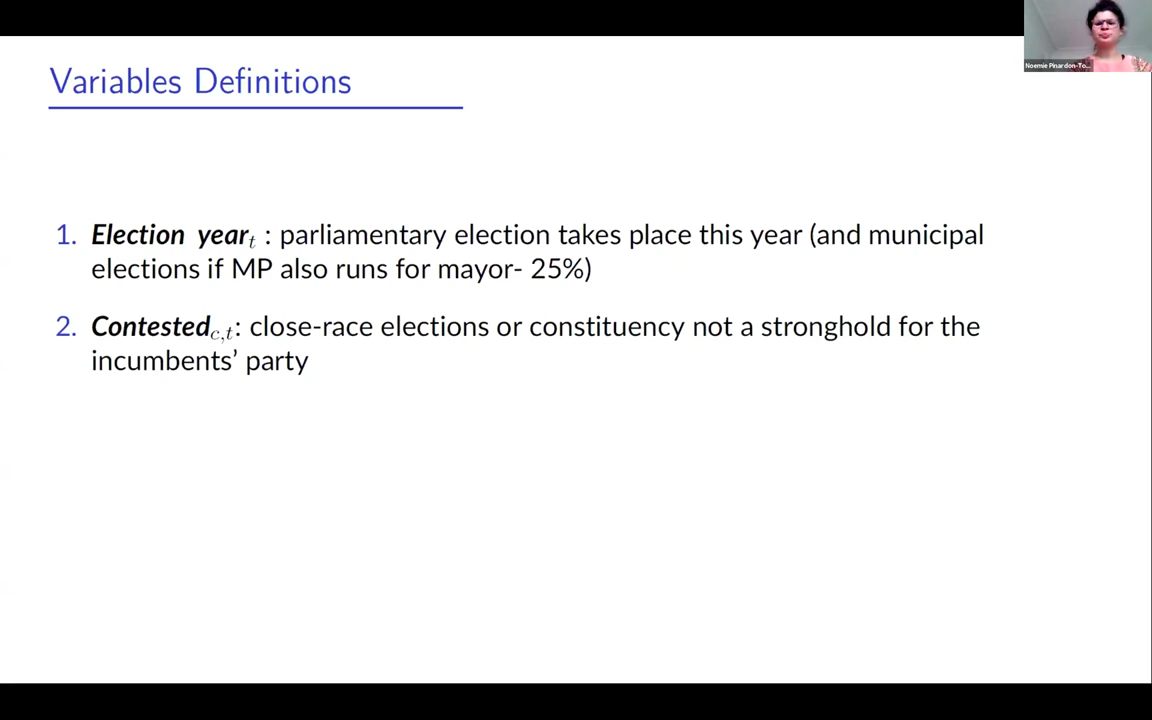 Noemie Pinardon-To...
Variables Definitions
1. Election year_t : parliamentary election takes place this year (and municipal
elections if MP also runs for mayor- 25%)
2. Contested_c,t: close-race elections or constituency not a stronghold for the
incumbents’ party